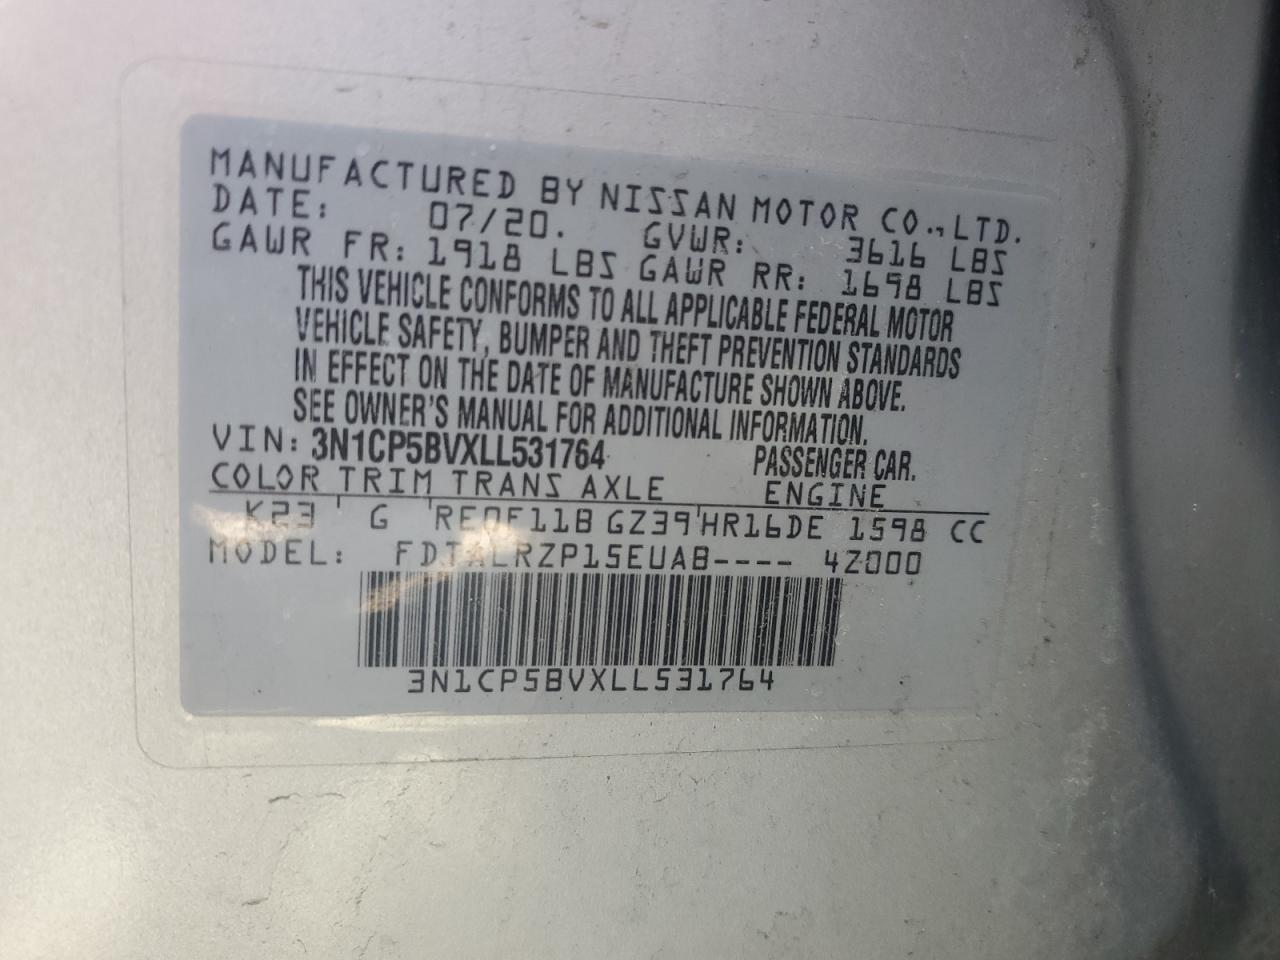 MANUFACTURED BY NISSAN MOTOR CO., LTD.
DATE: 07/20. GVWR: 3616 LBS
GAWR FR: 1918 LBS GAWR RR: 1698 LBS
THIS VEHICLE CONFORMS TO ALL APPLICABLE FEDERAL MOTOR
VEHICLE SAFETY, BUMPER AND THEFT PREVENTION STANDARDS
IN EFFECT ON THE DATE OF MANUFACTURE SHOWN ABOVE.
SEE OWNER'S MANUAL FOR ADDITIONAL INFORMATION.
VIN: 3N1CP5BVXLL531764 PASSENGER CAR.
COLOR TRIM TRANS AXLE ENGINE
K23 G RE0F11B GZ39 HR16DE 1598 CC
MODEL: FDTALRZP15EUAB---- 4Z000
3N1CP5BVXLL531764